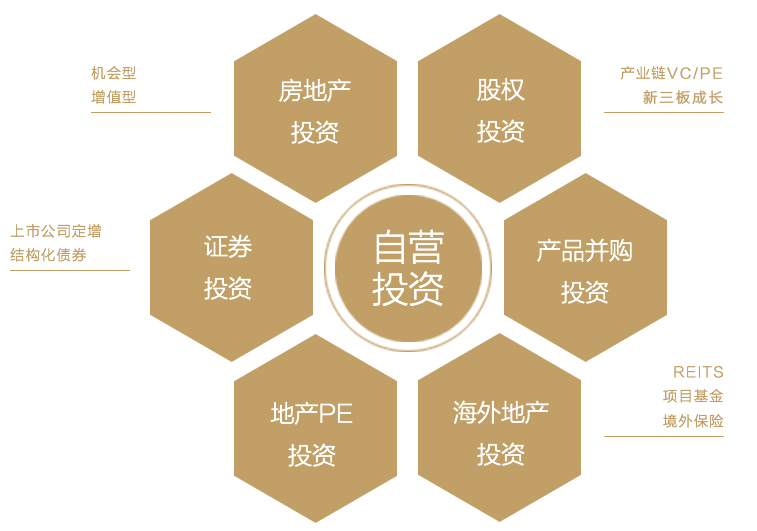 机会型
增值型
房地产
投资
股权
投资
产业链VC/PE
新三板成长
上市公司定增
结构化债券
证券
投资
自营
投资
产品并购
投资
地产PE
投资
海外地产
投资
REITS
项目基金
境外保险